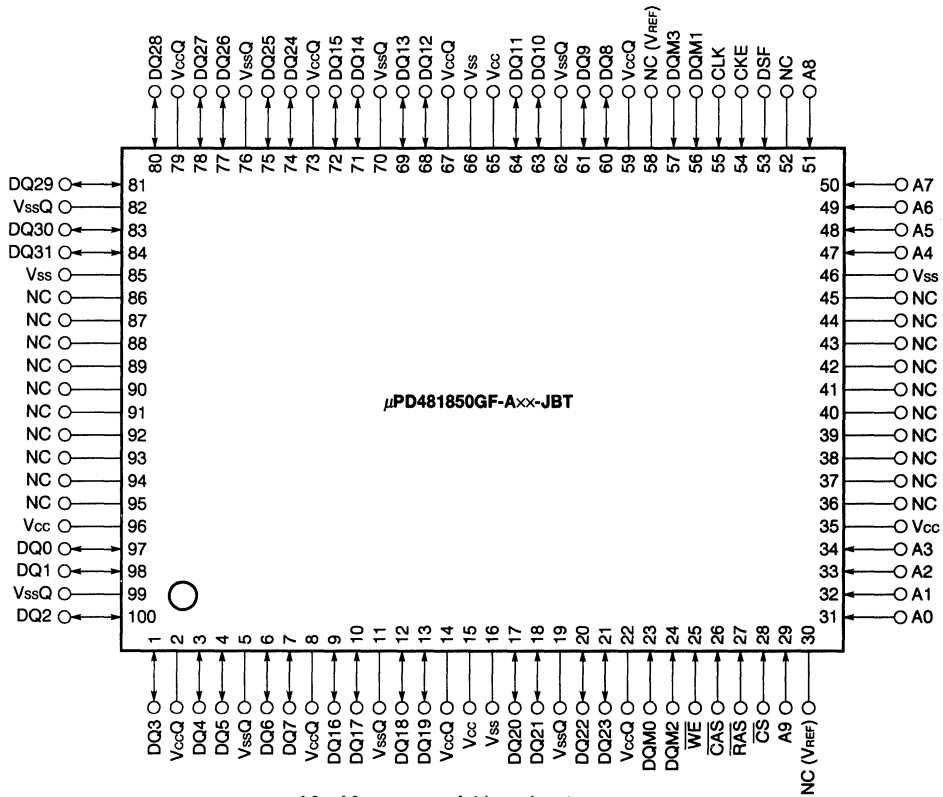 DQ28 VccQ DQ27 DQ26 VssQ DQ25 DQ24 VccQ DQ15 DQ14 VssQ DQ13 DQ12 VccQ Vss Vcc DQ11 DQ10 VssQ DQ9 DQ8 VccQ NC (VREF) DQM3 DQM1 CLK CKE DSF NC A8
80 79 78 77 76 75 74 73 72 71 70 69 68 67 66 65 64 63 62 61 60 59 58 57 56 55 54 53 52 51
DQ29 81 50 A7
VssQ 82 49 A6
DQ30 83 48 A5
DQ31 84 47 A4
Vss 85 46 Vss
NC 86 45 NC
NC 87 44 NC
NC 88 43 NC
NC 89 42 NC
NC 90 41 NC
μPD481850GF-A××-JBT
NC 91 40 NC
NC 92 39 NC
NC 93 38 NC
NC 94 37 NC
NC 95 36 NC
Vcc 96 35 Vcc
DQ0 97 34 A3
DQ1 98 33 A2
VssQ 99 32 A1
DQ2 100 31 A0
1 2 3 4 5 6 7 8 9 10 11 12 13 14 15 16 17 18 19 20 21 22 23 24 25 26 27 28 29 30
DQ3 VccQ DQ4 DQ5 VssQ DQ6 DQ7 VccQ DQ16 DQ17 VssQ DQ18 DQ19 VccQ Vcc Vss DQ20 DQ21 VssQ DQ22 DQ23 VccQ DQM0 DQM2 W̅E̅ C̅A̅S̅ R̅A̅S̅ C̅S̅ A9 NC (VREF)